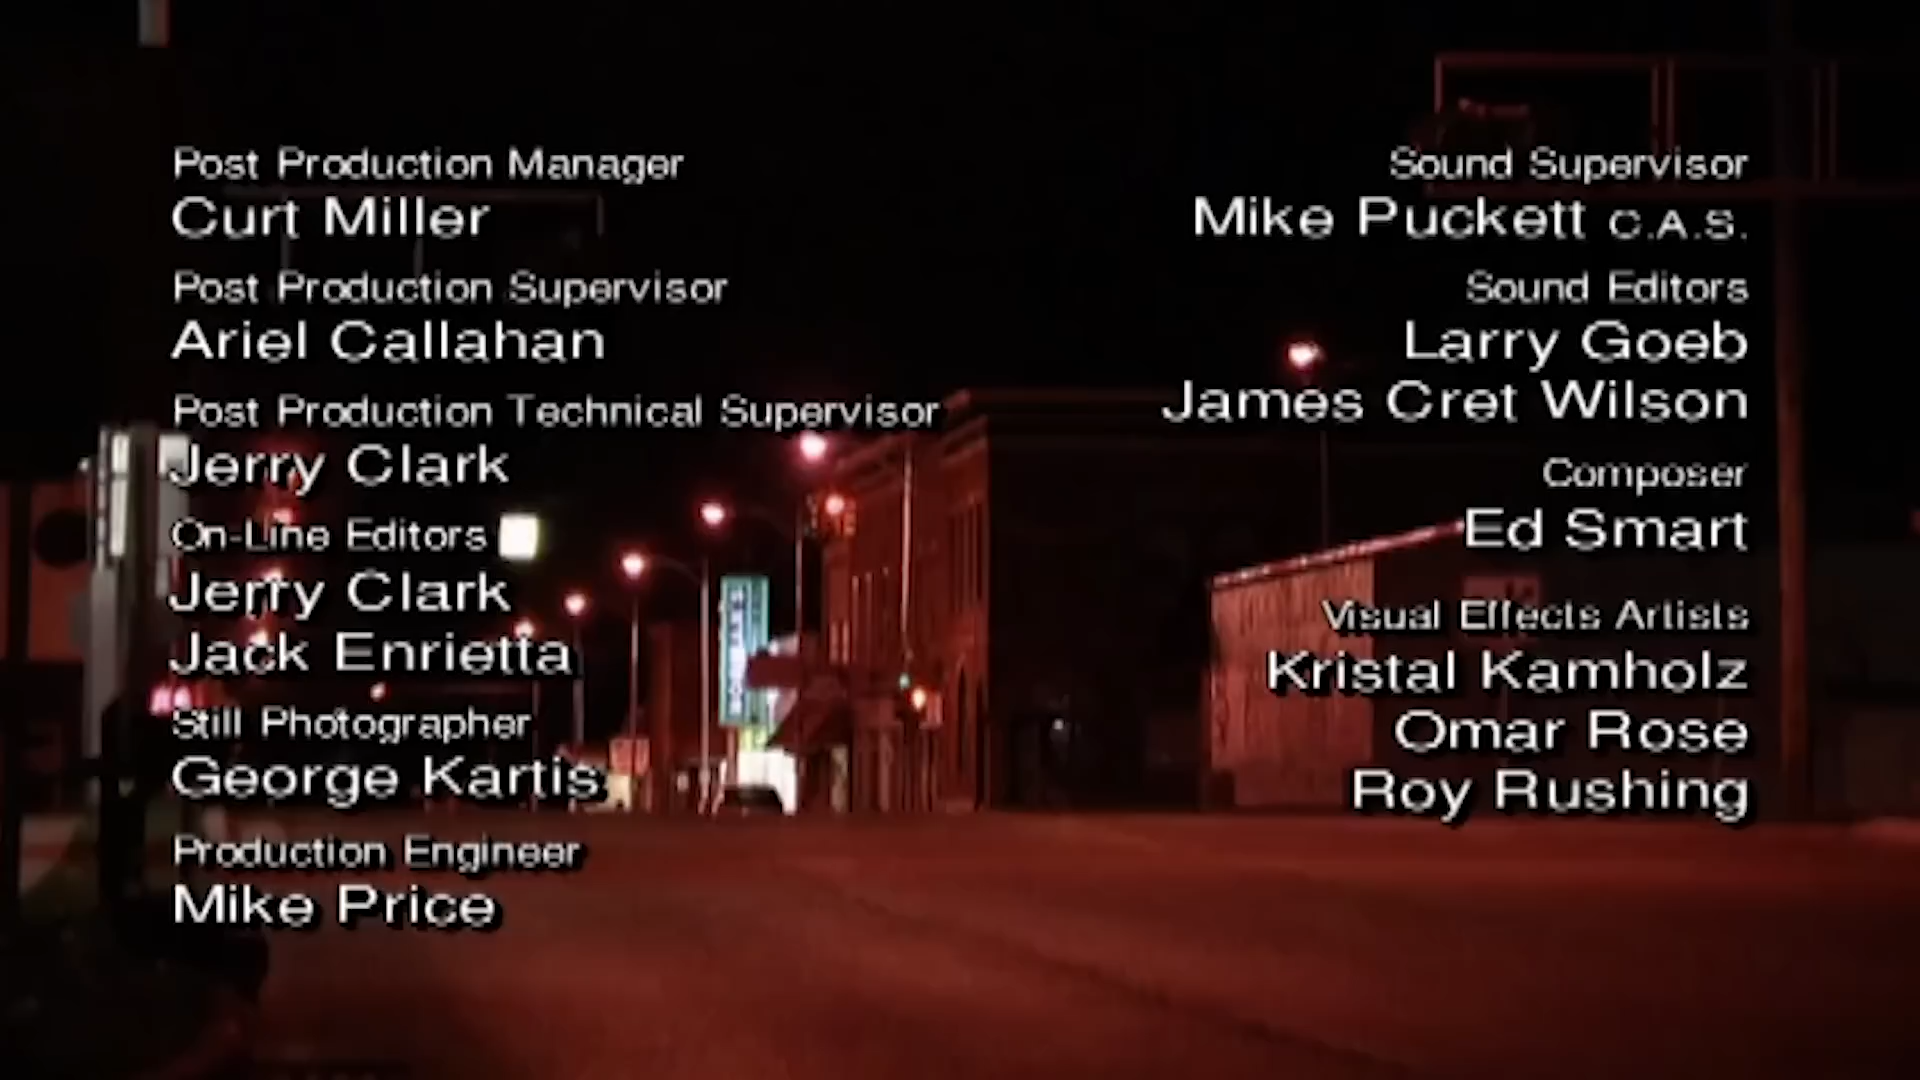 Post Production Manager
Curt Miller
Post Production Supervisor
Ariel Callahan
Post Production Technical Supervisor
Jerry Clark
On-Line Editors
Jerry Clark
Jack Enrietta
Still Photographer
George Kartis
Production Engineer
Mike Price
Sound Supervisor
Mike Puckett C.A.S.
Sound Editors
Larry Goeb
James Cret Wilson
Composer
Ed Smart
Visual Effects Artists
Kristal Kamholz
Omar Rose
Roy Rushing